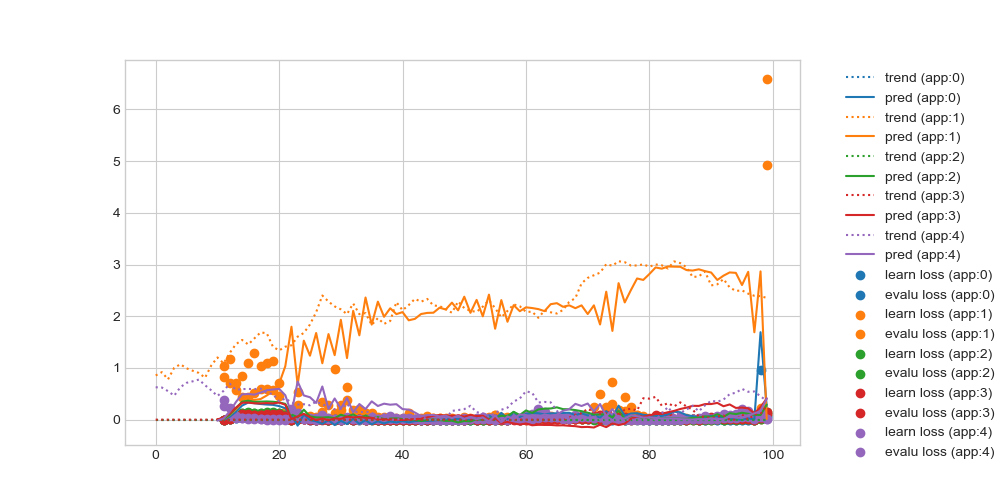 6
5
4
3
2
1
0
0
20
40
60
80
100
trend (app:0)
pred (app:0)
trend (app:1)
pred (app:1)
trend (app:2)
pred (app:2)
trend (app:3)
pred (app:3)
trend (app:4)
pred (app:4)
learn loss (app:0)
evalu loss (app:0)
learn loss (app:1)
evalu loss (app:1)
learn loss (app:2)
evalu loss (app:2)
learn loss (app:3)
evalu loss (app:3)
learn loss (app:4)
evalu loss (app:4)